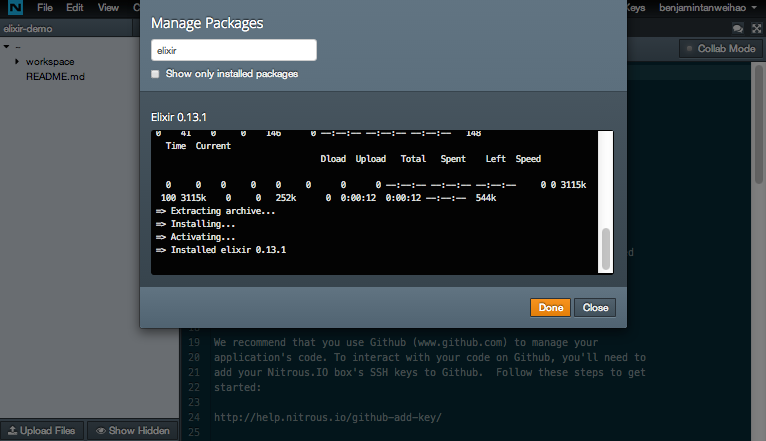 N File Edit View C Keys benjamintanweihao
elixir-demo
Collab Mode
workspace
README.md
Manage Packages
elixir
Show only installed packages
Elixir 0.13.1
0 41 0 0 146 0 0 --:--:-- --:--:-- --:--:-- 148
Time Current
Dload Upload Total Spent Left Speed
0 0 0 0 0 0 0 0 --:--:-- --:--:-- --:--:-- 0 0 3115k
100 3115k 0 0 252k 0 0:00:12 0:00:12 --:--:-- 544k
=> Extracting archive...
=> Installing...
=> Activating...
=> Installed elixir 0.13.1
Done Close
18
19 We recommend that you use Github (www.github.com) to manage your
20 application's code. To interact with your code on Github, you'll need to
21 add your Nitrous.IO box's SSH keys to Github. Follow these steps to get
22 started:
23
24 http://help.nitrous.io/github-add-key/
25
Upload Files Show Hidden